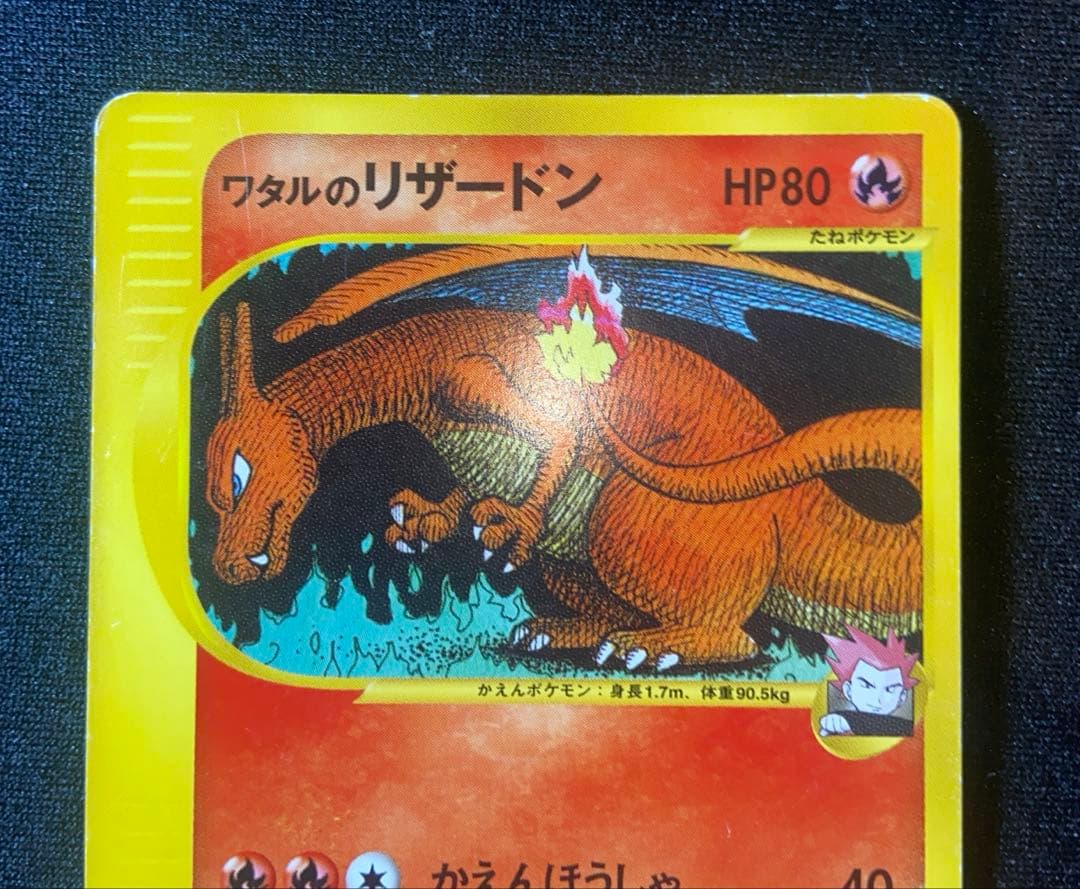 ワタルのリザードン HP80
たねポケモン
かえんポケモン：身長1.7m、体重90.5kg
かえんほうしゃ 40